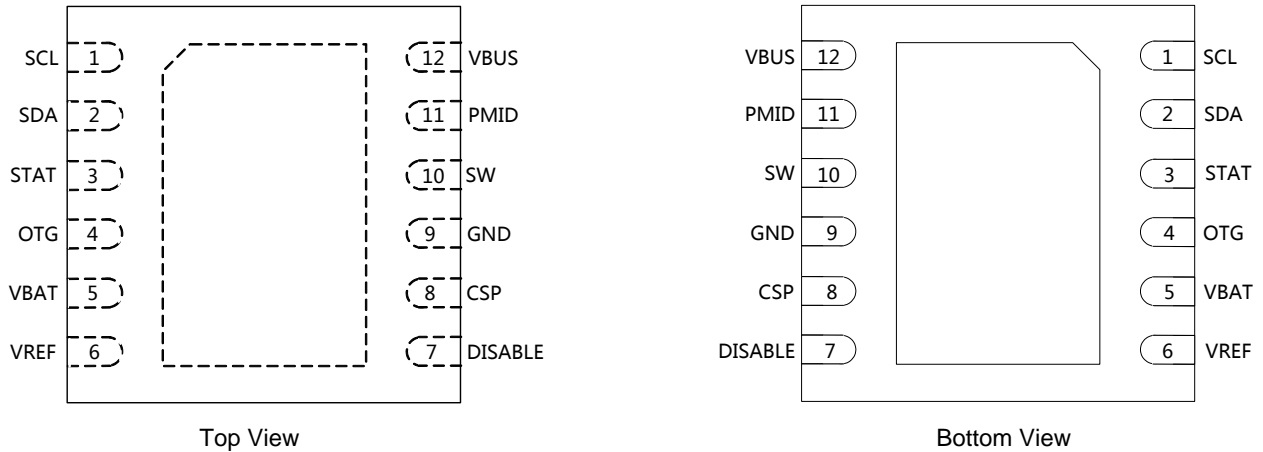 SCL 1 12 VBUS
SDA 2 11 PMID
STAT 3 10 SW
OTG 4 9 GND
VBAT 5 8 CSP
VREF 6 7 DISABLE
Top View
VBUS 12 1 SCL
PMID 11 2 SDA
SW 10 3 STAT
GND 9 4 OTG
CSP 8 5 VBAT
DISABLE 7 6 VREF
Bottom View